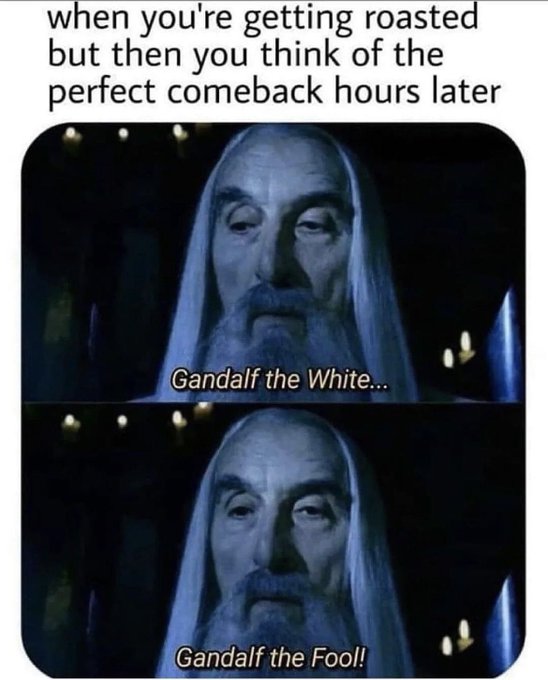 when you're getting roasted
but then you think of the
perfect comeback hours later
Gandalf the White...
Gandalf the Fool!